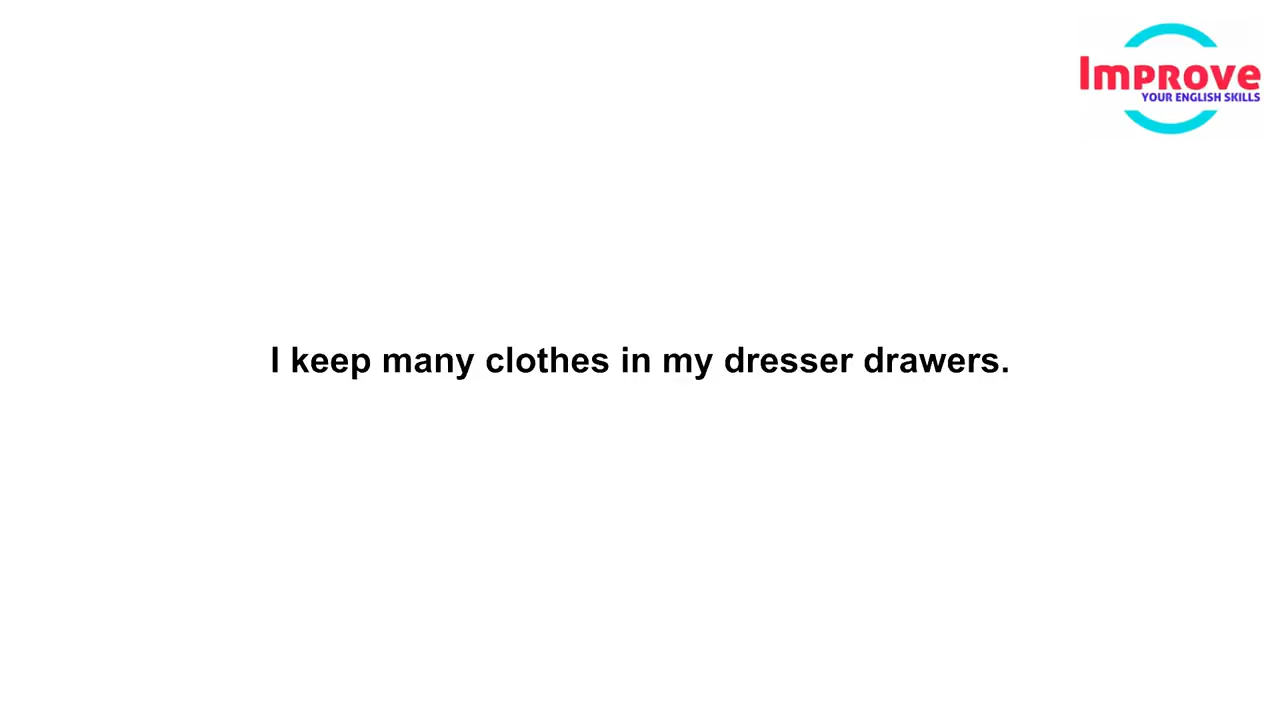 Improve
YOUR ENGLISH SKILLS
I keep many clothes in my dresser drawers.